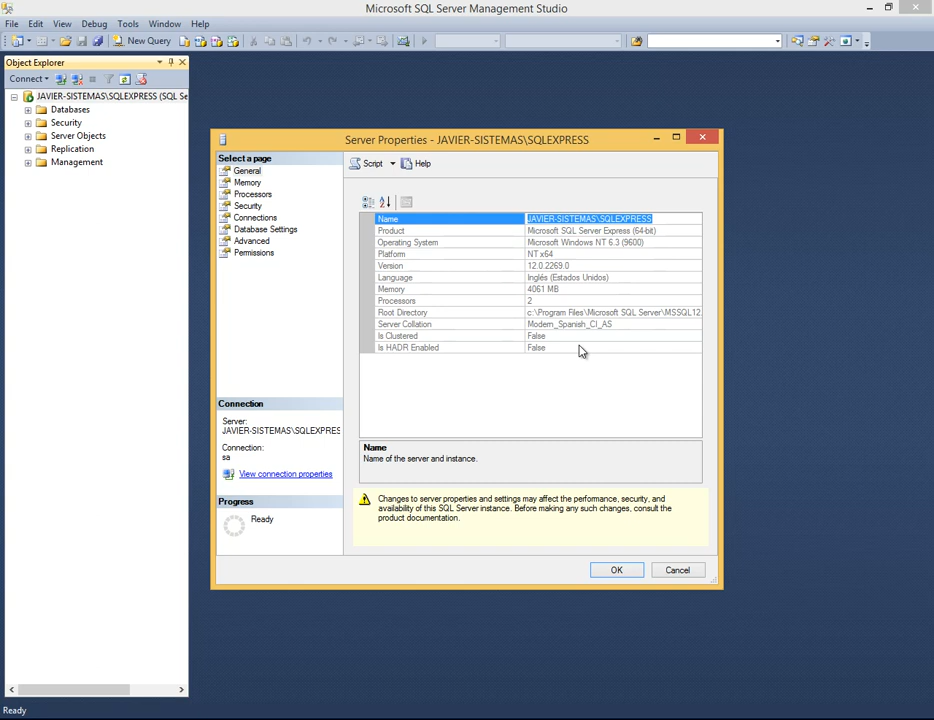 Microsoft SQL Server Management Studio
File Edit View Debug Tools Window Help
New Query
Object Explorer
Connect
JAVIER-SISTEMAS\SQLEXPRESS (SQL Se
Databases
Security
Server Objects
Replication
Management
Server Properties - JAVIER-SISTEMAS\SQLEXPRESS
Select a page
General
Memory
Processors
Security
Connections
Database Settings
Advanced
Permissions
Script Help
Name JAVIER-SISTEMAS\SQLEXPRESS
Product Microsoft SQL Server Express (64-bit)
Operating System Microsoft Windows NT 6.3 (9600)
Platform NT x64
Version 12.0.2269.0
Language Inglés (Estados Unidos)
Memory 4061 MB
Processors 2
Root Directory c:\Program Files\Microsoft SQL Server\MSSQL12.
Server Collation Modern_Spanish_CI_AS
Is Clustered False
Is HADR Enabled False
Connection
Server:
JAVIER-SISTEMAS\SQLEXPRES
Connection:
sa
View connection properties
Progress
Ready
Name
Name of the server and instance.
Changes to server properties and settings may affect the performance, security, and
availability of this SQL Server instance. Before making any such changes, consult the
product documentation.
OK Cancel
Ready